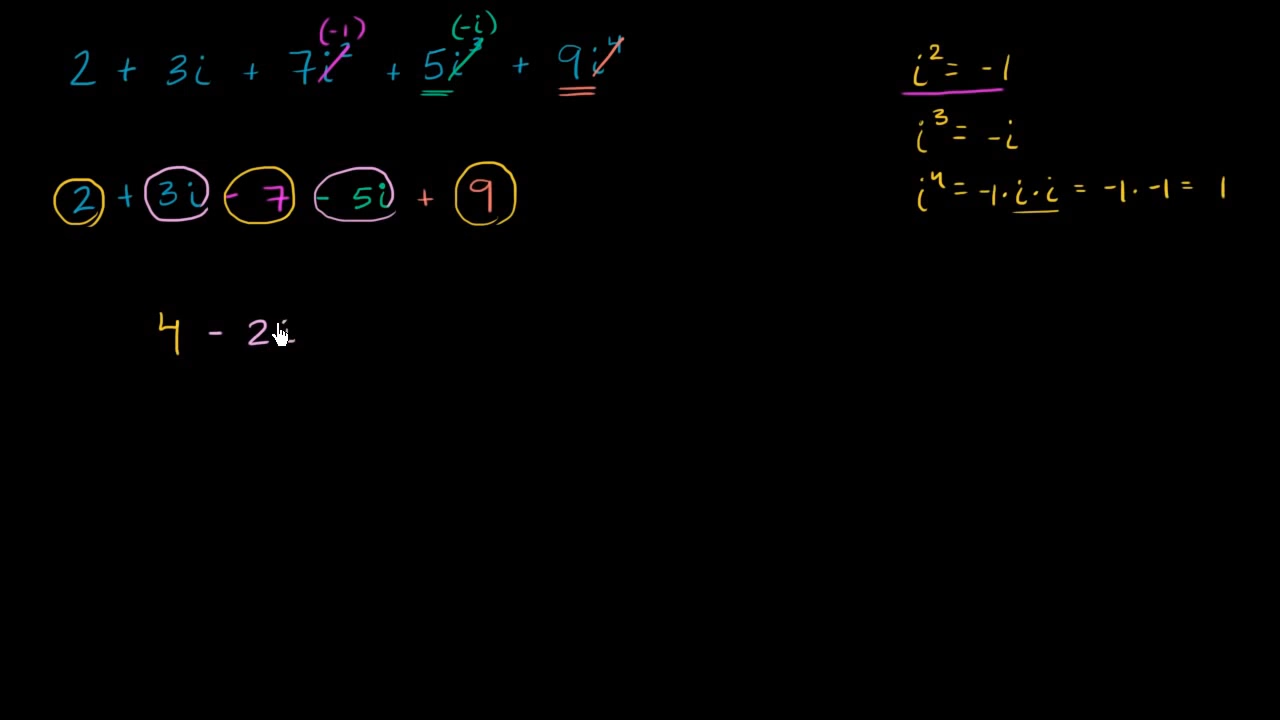 (-1) (-i)
2 + 3i + 7i² + 5i³ + 9i⁴
i² = -1
i³ = -i
2 + 3i - 7 - 5i + 9
i⁴ = -1·i·i = -1·-1 = 1
4 - 2i